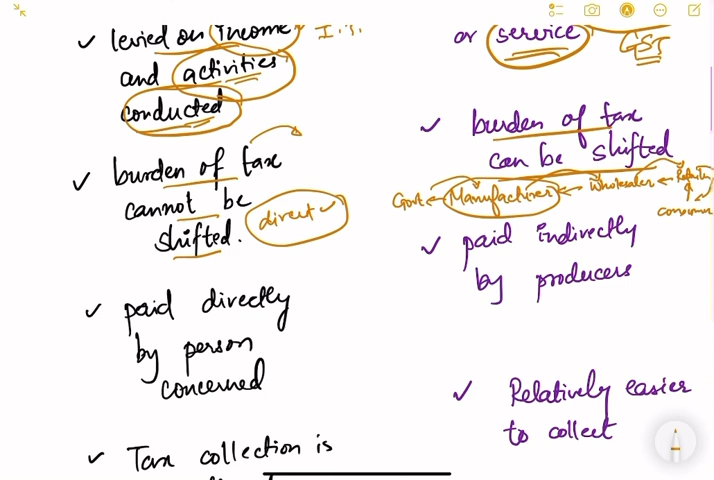 ✓ levied on income I.T.
and activities
conducted
✓ burden of tax
cannot be
shifted. direct ✓
✓ paid directly
by person
concerned
✓ Tax collection is
or service
GST
✓ burden of tax
can be shifted
Govt ← Manufacturer ← Wholesaler ← Retailer
consumer
✓ paid indirectly
by producers
✓ Relatively easier
to collect